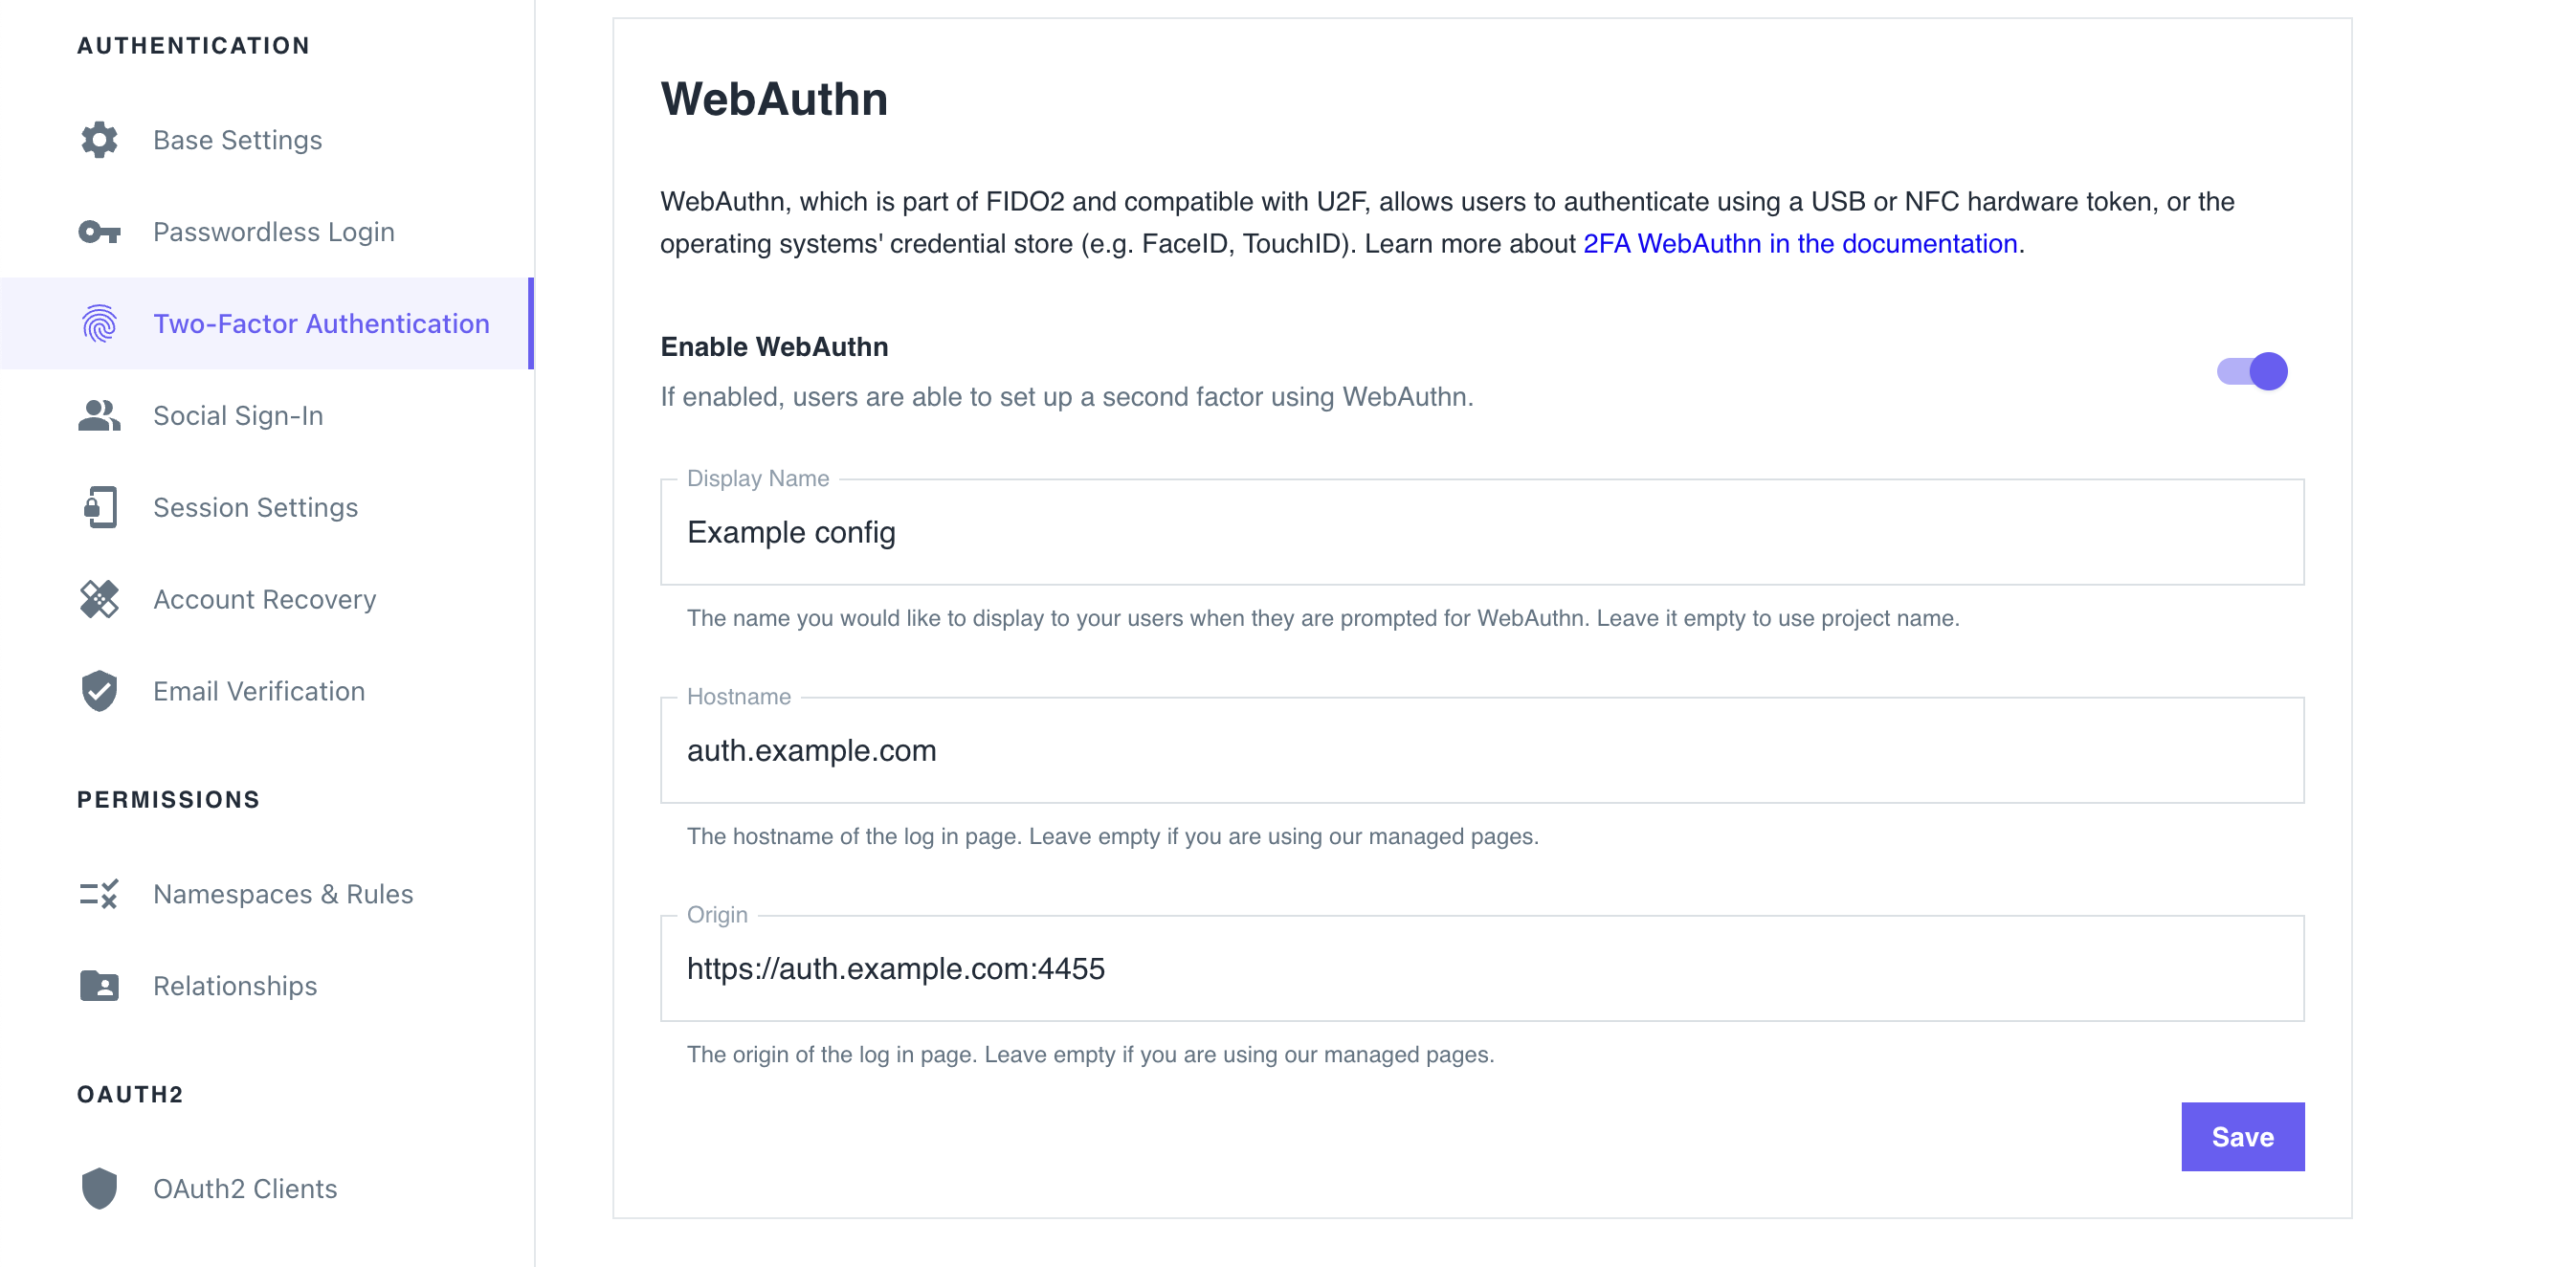 AUTHENTICATION
Base Settings
Passwordless Login
Two-Factor Authentication
Social Sign-In
Session Settings
Account Recovery
Email Verification
PERMISSIONS
Namespaces & Rules
Relationships
OAUTH2
OAuth2 Clients
WebAuthn
WebAuthn, which is part of FIDO2 and compatible with U2F, allows users to authenticate using a USB or NFC hardware token, or the
operating systems' credential store (e.g. FaceID, TouchID). Learn more about 2FA WebAuthn in the documentation.
Enable WebAuthn
If enabled, users are able to set up a second factor using WebAuthn.
Display Name
Example config
The name you would like to display to your users when they are prompted for WebAuthn. Leave it empty to use project name.
Hostname
auth.example.com
The hostname of the log in page. Leave empty if you are using our managed pages.
Origin
https://auth.example.com:4455
The origin of the log in page. Leave empty if you are using our managed pages.
Save